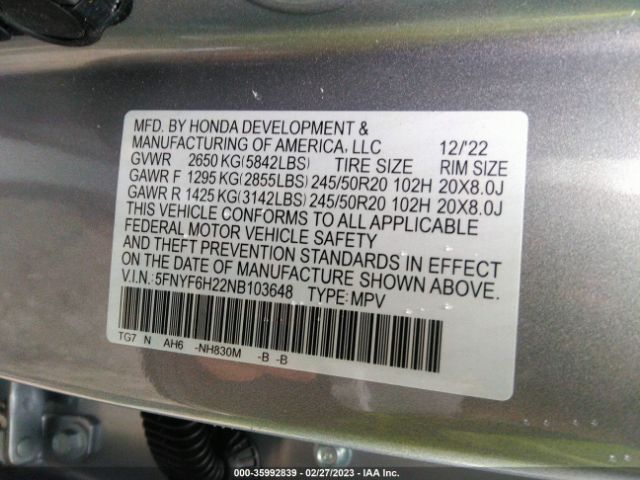 MFD. BY HONDA DEVELOPMENT &
MANUFACTURING OF AMERICA, LLC 12/'22
GVWR 2650 KG(5842LBS) TIRE SIZE RIM SIZE
GAWR F 1295 KG(2855LBS) 245/50R20 102H 20X8.0J
GAWR R 1425 KG(3142LBS) 245/50R20 102H 20X8.0J
THIS VEHICLE CONFORMS TO ALL APPLICABLE
FEDERAL MOTOR VEHICLE SAFETY
AND THEFT PREVENTION STANDARDS IN EFFECT
ON THE DATE OF MANUFACTURE SHOWN ABOVE.
V.I.N.: 5FNYF6H22NB103648 TYPE: MPV
TG7 N AH6 -NH830M -B -B
000-35992839 - 02/27/2023 - IAA Inc.